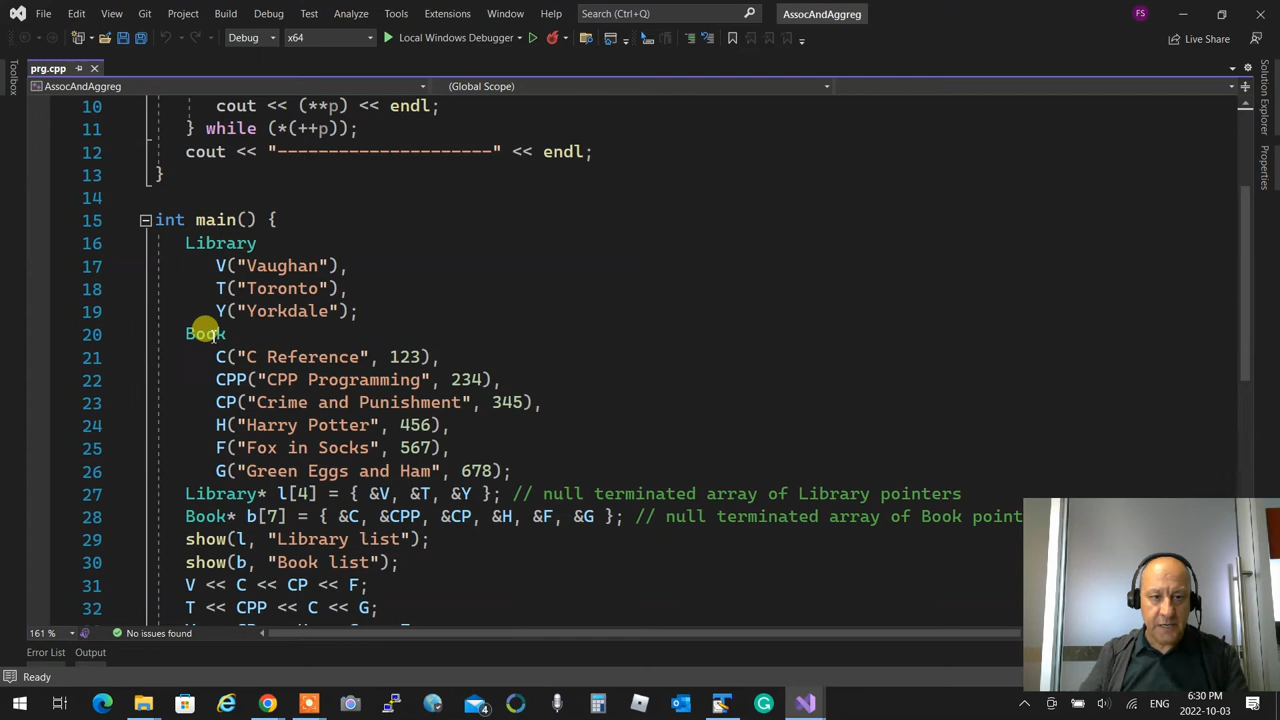 File Edit View Git Project Build Debug Test Analyze Tools Extensions Window Help Search (Ctrl+Q) AssocAndAggreg FS
Debug x64 Local Windows Debugger Live Share
prg.cpp
AssocAndAggreg (Global Scope)
Toolbox
Solution Explorer
Properties
10 cout << (**p) << endl;
11 } while (*(++p));
12 cout << "---------------------" << endl;
13 }
14
15 int main() {
16 Library
17 V("Vaughan"),
18 T("Toronto"),
19 Y("Yorkdale");
20 Book
21 C("C Reference", 123),
22 CPP("CPP Programming", 234),
23 CP("Crime and Punishment", 345),
24 H("Harry Potter", 456),
25 F("Fox in Socks", 567),
26 G("Green Eggs and Ham", 678);
27 Library* l[4] = { &V, &T, &Y }; // null terminated array of Library pointers
28 Book* b[7] = { &C, &CPP, &CP, &H, &F, &G }; // null terminated array of Book point
29 show(l, "Library list");
30 show(b, "Book list");
31 V << C << CP << F;
32 T << CPP << C << G;
161 % No issues found
Error List Output
Ready
4 ENG 6:30 PM
2022-10-03